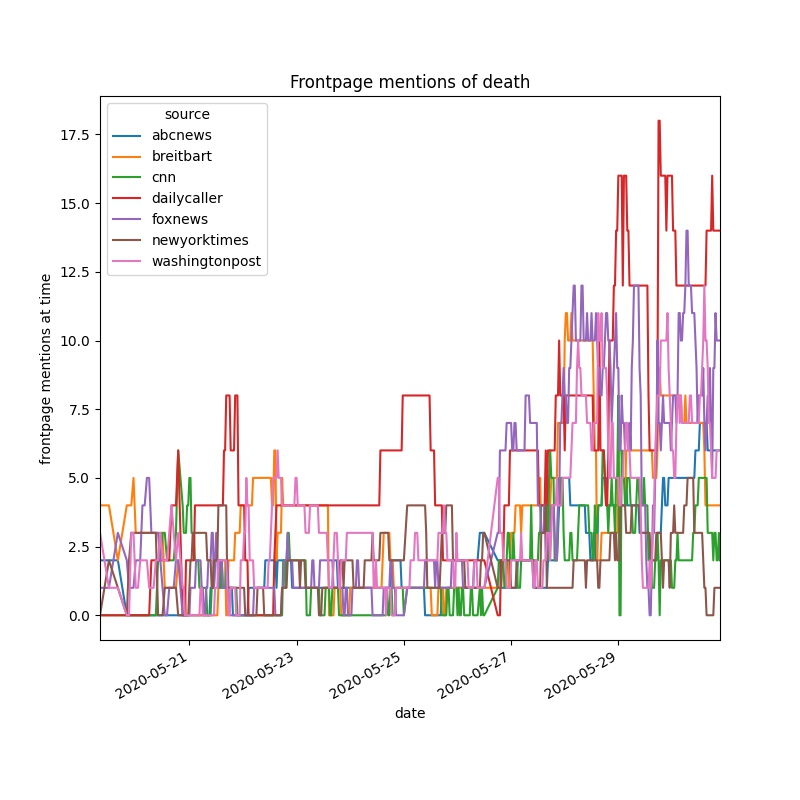 Frontpage mentions of death
source
abcnews
breitbart
cnn
dailycaller
foxnews
newyorktimes
washingtonpost
17.5
15.0
12.5
10.0
7.5
5.0
2.5
0.0
frontpage mentions at time
2020-05-21
2020-05-23
2020-05-25
2020-05-27
2020-05-29
date